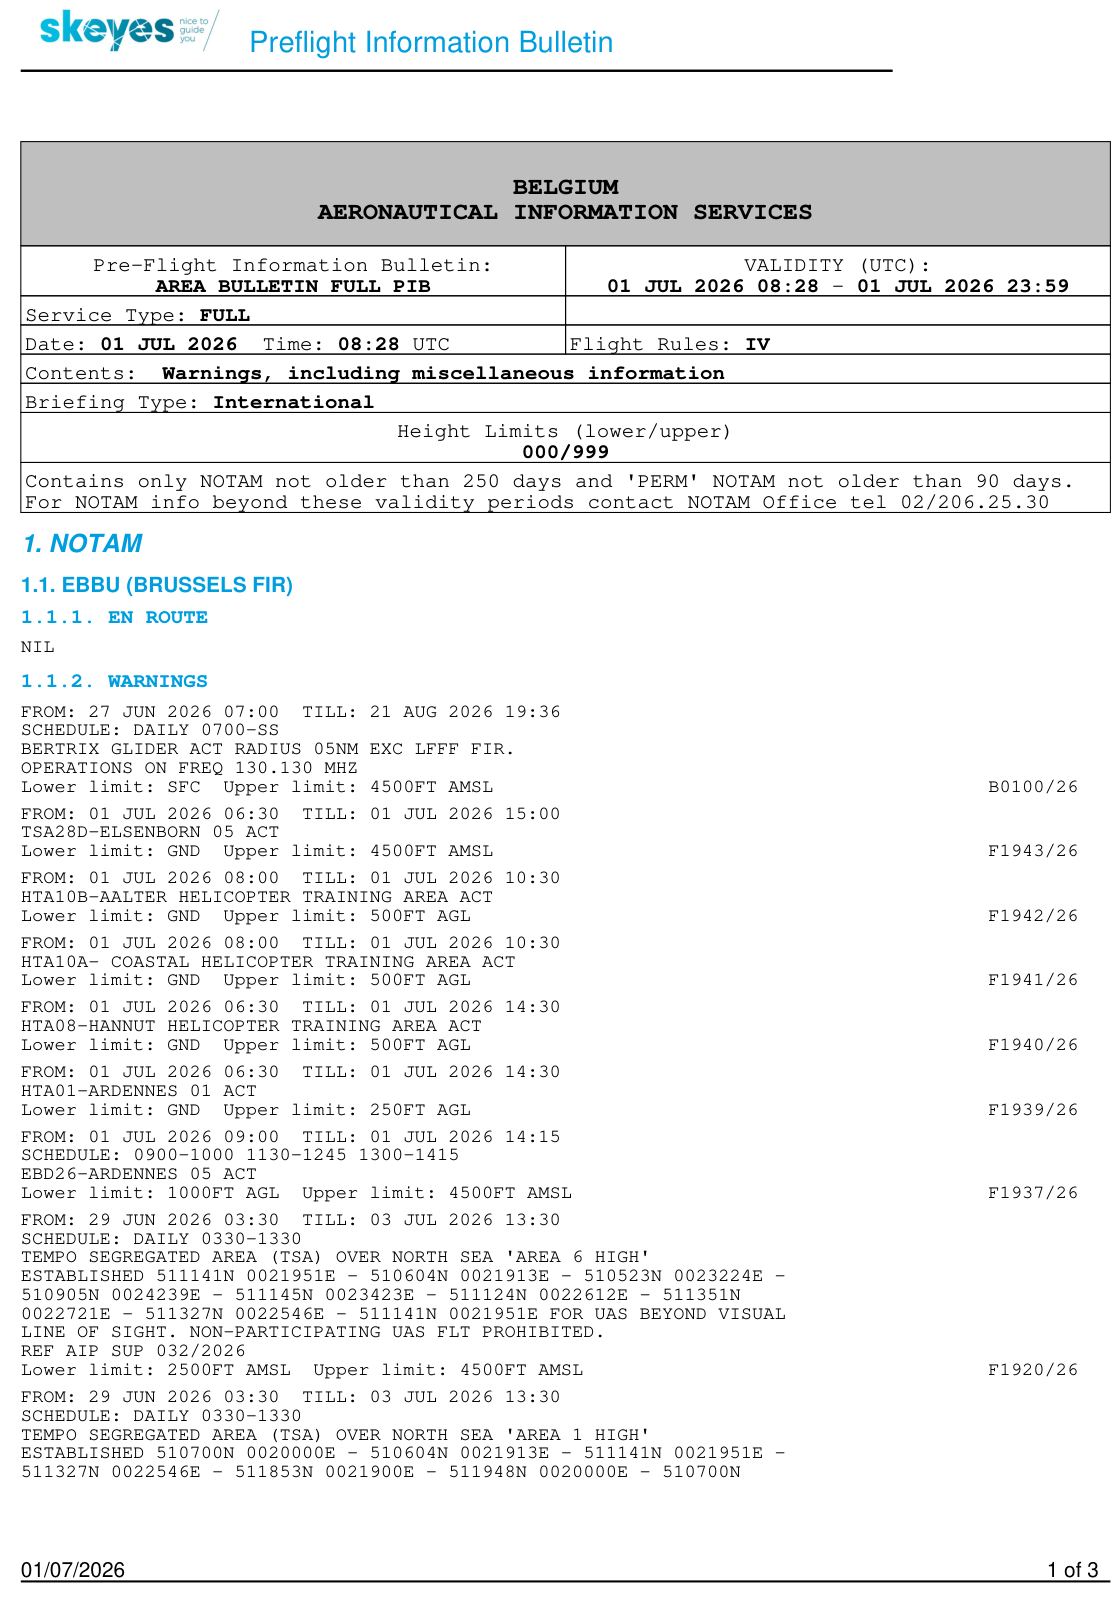 skeyes nice to guide you
Preflight Information Bulletin
BELGIUM
AERONAUTICAL INFORMATION SERVICES
Pre-Flight Information Bulletin:
AREA BULLETIN FULL PIB
VALIDITY (UTC):
01 JUL 2026 08:28 - 01 JUL 2026 23:59
Service Type: FULL
Date: 01 JUL 2026  Time: 08:28 UTC
Flight Rules: IV
Contents:  Warnings, including miscellaneous information
Briefing Type: International
Height Limits (lower/upper)
000/999
Contains only NOTAM not older than 250 days and 'PERM' NOTAM not older than 90 days.
For NOTAM info beyond these validity periods contact NOTAM Office tel 02/206.25.30
1. NOTAM
1.1. EBBU (BRUSSELS FIR)
1.1.1. EN ROUTE
NIL
1.1.2. WARNINGS
FROM: 27 JUN 2026 07:00  TILL: 21 AUG 2026 19:36
SCHEDULE: DAILY 0700-SS
BERTRIX GLIDER ACT RADIUS 05NM EXC LFFF FIR.
OPERATIONS ON FREQ 130.130 MHZ
Lower limit: SFC  Upper limit: 4500FT AMSL B0100/26
FROM: 01 JUL 2026 06:30  TILL: 01 JUL 2026 15:00
TSA28D-ELSENBORN 05 ACT
Lower limit: GND  Upper limit: 4500FT AMSL F1943/26
FROM: 01 JUL 2026 08:00  TILL: 01 JUL 2026 10:30
HTA10B-AALTER HELICOPTER TRAINING AREA ACT
Lower limit: GND  Upper limit: 500FT AGL F1942/26
FROM: 01 JUL 2026 08:00  TILL: 01 JUL 2026 10:30
HTA10A- COASTAL HELICOPTER TRAINING AREA ACT
Lower limit: GND  Upper limit: 500FT AGL F1941/26
FROM: 01 JUL 2026 06:30  TILL: 01 JUL 2026 14:30
HTA08-HANNUT HELICOPTER TRAINING AREA ACT
Lower limit: GND  Upper limit: 500FT AGL F1940/26
FROM: 01 JUL 2026 06:30  TILL: 01 JUL 2026 14:30
HTA01-ARDENNES 01 ACT
Lower limit: GND  Upper limit: 250FT AGL F1939/26
FROM: 01 JUL 2026 09:00  TILL: 01 JUL 2026 14:15
SCHEDULE: 0900-1000 1130-1245 1300-1415
EBD26-ARDENNES 05 ACT
Lower limit: 1000FT AGL  Upper limit: 4500FT AMSL F1937/26
FROM: 29 JUN 2026 03:30  TILL: 03 JUL 2026 13:30
SCHEDULE: DAILY 0330-1330
TEMPO SEGREGATED AREA (TSA) OVER NORTH SEA 'AREA 6 HIGH'
ESTABLISHED 511141N 0021951E - 510604N 0021913E - 510523N 0023224E -
510905N 0024239E - 511145N 0023423E - 511124N 0022612E - 511351N
0022721E - 511327N 0022546E - 511141N 0021951E FOR UAS BEYOND VISUAL
LINE OF SIGHT. NON-PARTICIPATING UAS FLT PROHIBITED.
REF AIP SUP 032/2026
Lower limit: 2500FT AMSL  Upper limit: 4500FT AMSL F1920/26
FROM: 29 JUN 2026 03:30  TILL: 03 JUL 2026 13:30
SCHEDULE: DAILY 0330-1330
TEMPO SEGREGATED AREA (TSA) OVER NORTH SEA 'AREA 1 HIGH'
ESTABLISHED 510700N 0020000E - 510604N 0021913E - 511141N 0021951E -
511327N 0022546E - 511853N 0021900E - 511948N 0020000E - 510700N
01/07/2026 1 of 3